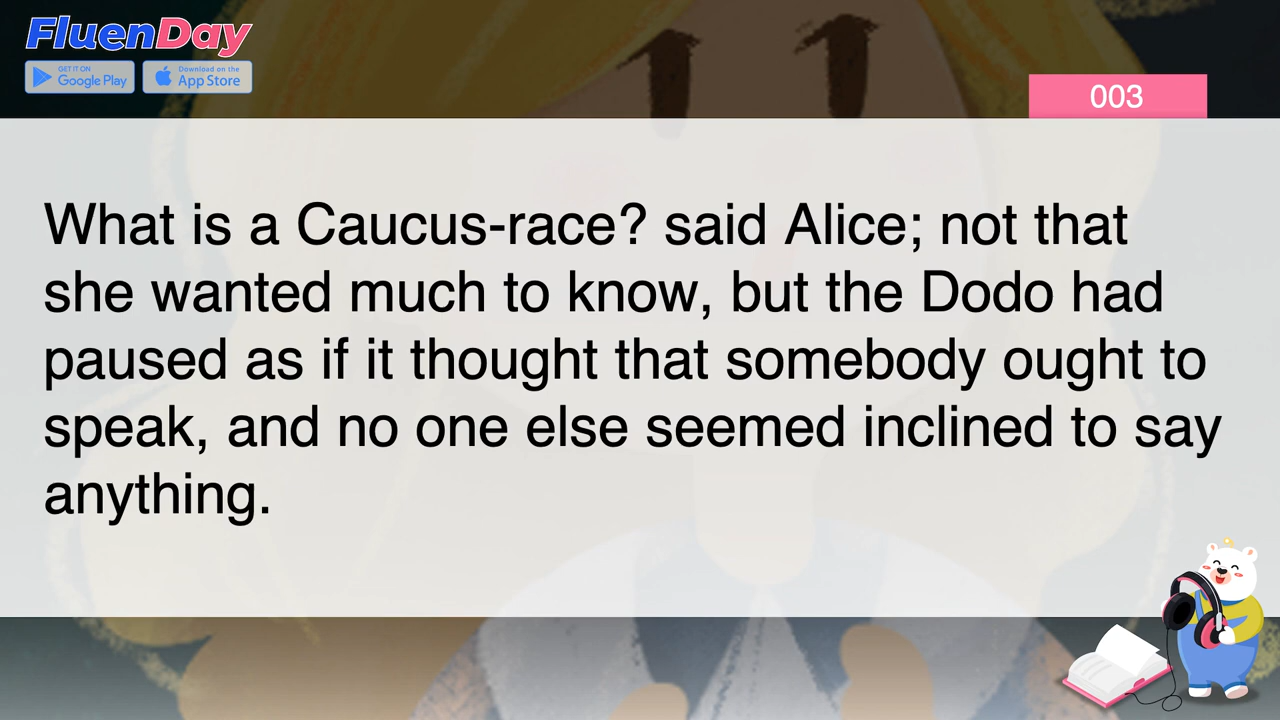 FluenDay
GET IT ON
Google Play
Download on the
App Store
003
What is a Caucus-race? said Alice; not that
she wanted much to know, but the Dodo had
paused as if it thought that somebody ought to
speak, and no one else seemed inclined to say
anything.